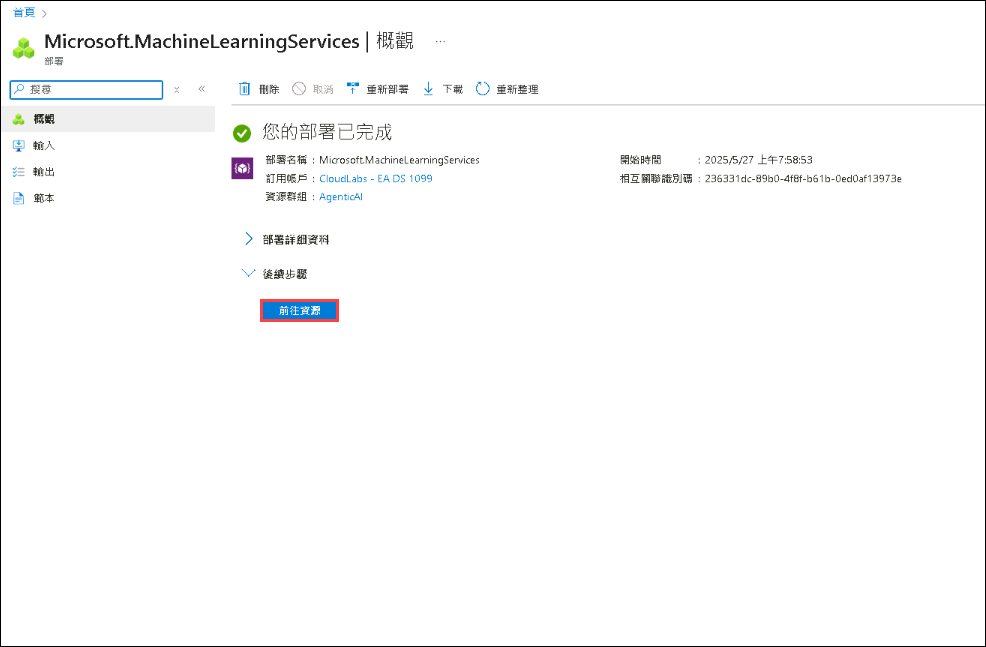 首頁
Microsoft.MachineLearningServices | 概觀 ...
部署
搜尋
刪除 取消 重新部署 下載 重新整理
概觀
輸入
輸出
範本
您的部署已完成
部署名稱 : Microsoft.MachineLearningServices 開始時間 : 2025/5/27 上午7:58:53
訂用帳戶 : CloudLabs - EA DS 1099 相互關聯識別碼 : 236331dc-89b0-4f8f-b61b-0ed0af13973e
資源群組 : AgenticAI
部署詳細資料
後續步驟
前往資源